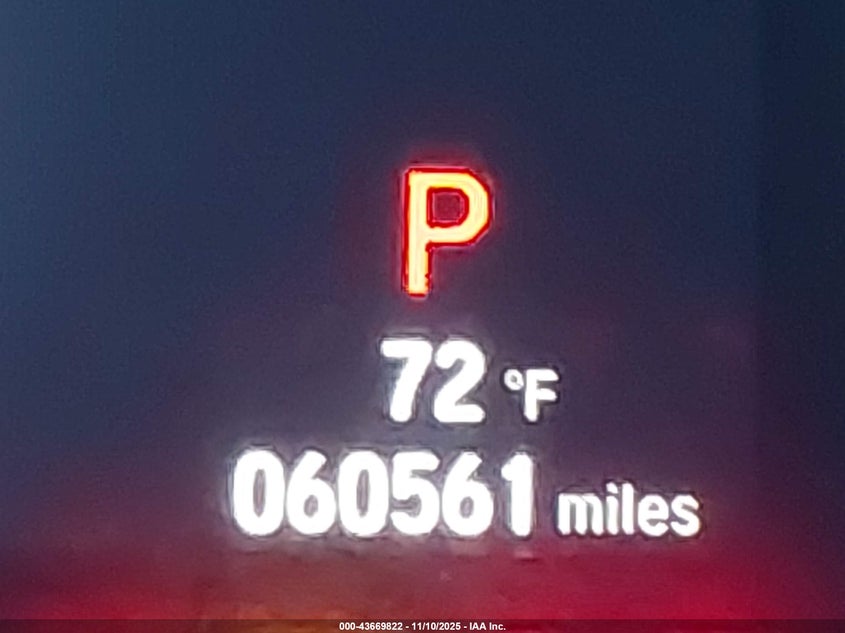 P
72 °F
060561 miles
000-43669822 - 11/10/2025 - IAA Inc.